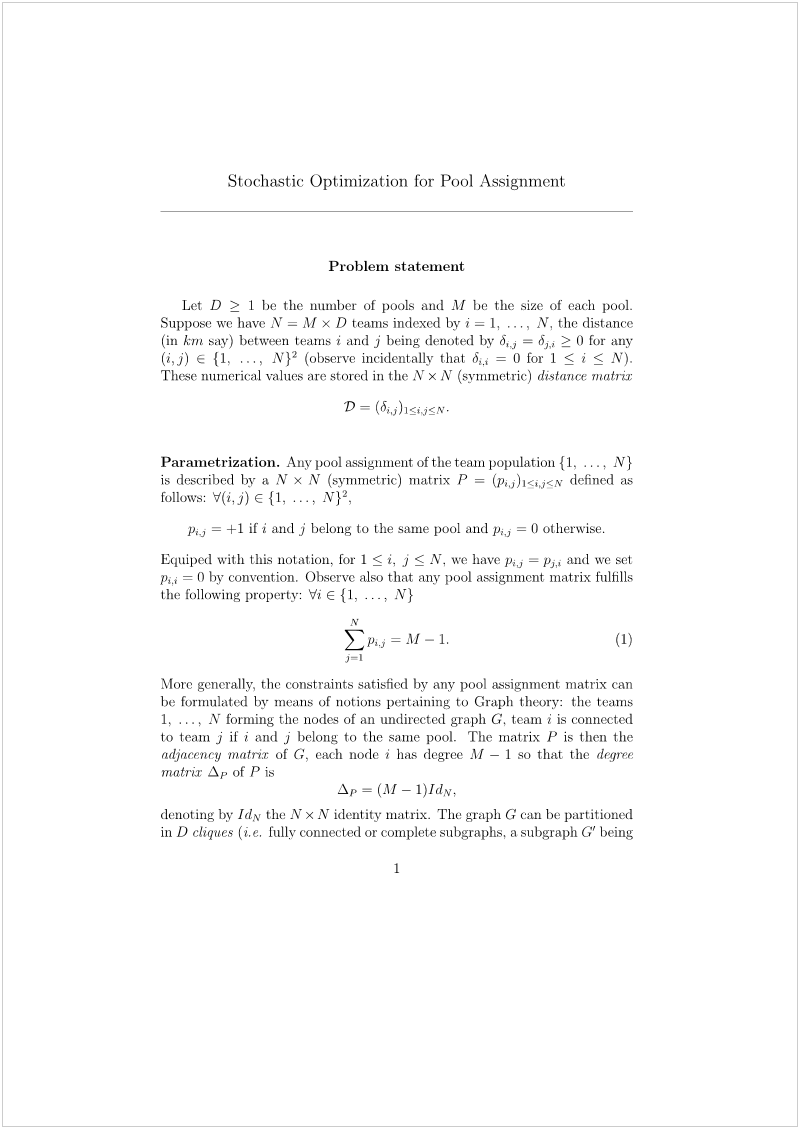 Stochastic Optimization for Pool Assignment
Problem statement
Let D ≥ 1 be the number of pools and M be the size of each pool.
Suppose we have N = M × D teams indexed by i = 1, ..., N, the distance
(in km say) between teams i and j being denoted by δ_{i,j} = δ_{j,i} ≥ 0 for any
(i, j) ∈ {1, ..., N}² (observe incidentally that δ_{i,i} = 0 for 1 ≤ i ≤ N).
These numerical values are stored in the N × N (symmetric) distance matrix
𝒟 = (δ_{i,j})_{1≤i,j≤N}.
Parametrization. Any pool assignment of the team population {1, ..., N}
is described by a N × N (symmetric) matrix P = (p_{i,j})_{1≤i,j≤N} defined as
follows: ∀(i, j) ∈ {1, ..., N}²,
p_{i,j} = +1 if i and j belong to the same pool and p_{i,j} = 0 otherwise.
Equiped with this notation, for 1 ≤ i, j ≤ N, we have p_{i,j} = p_{j,i} and we set
p_{i,i} = 0 by convention. Observe also that any pool assignment matrix fulfills
the following property: ∀i ∈ {1, ..., N}
∑_{j=1}^{N} p_{i,j} = M − 1. (1)
More generally, the constraints satisfied by any pool assignment matrix can
be formulated by means of notions pertaining to Graph theory: the teams
1, ..., N forming the nodes of an undirected graph G, team i is connected
to team j if i and j belong to the same pool. The matrix P is then the
adjacency matrix of G, each node i has degree M − 1 so that the degree
matrix Δ_P of P is
Δ_P = (M − 1)Id_N,
denoting by Id_N the N × N identity matrix. The graph G can be partitioned
in D cliques (i.e. fully connected or complete subgraphs, a subgraph G′ being
1